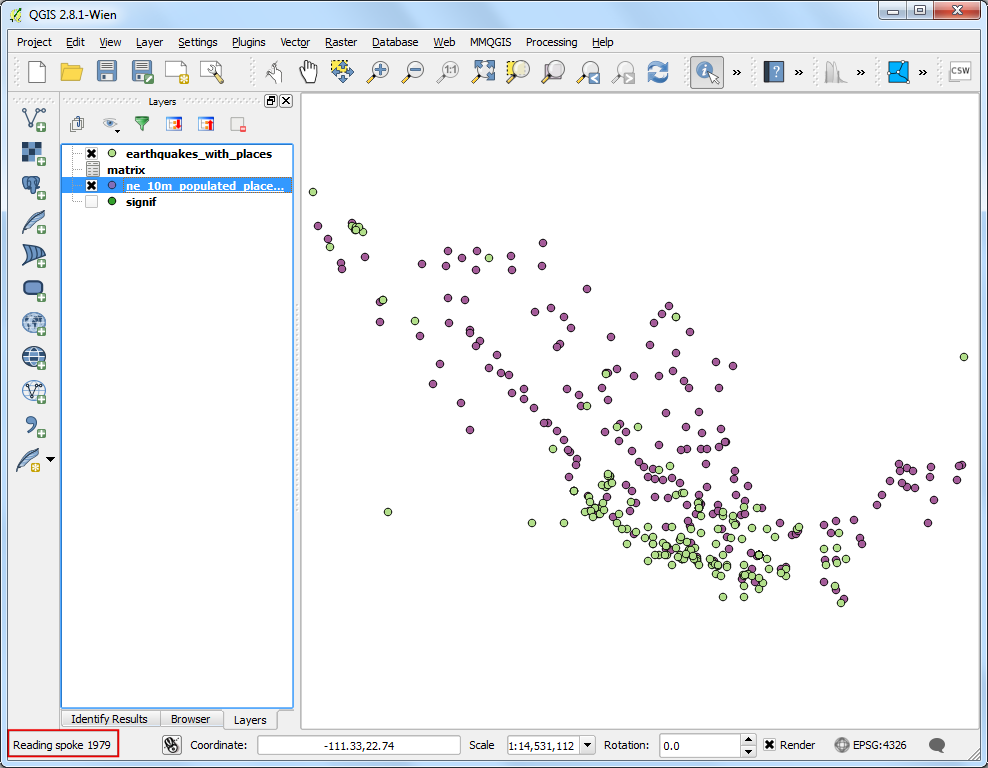 QGIS 2.8.1-Wien
Project Edit View Layer Settings Plugins Vector Raster Database Web MMQGIS Processing Help
1:1 » ? » » » CSW
Layers
earthquakes_with_places
matrix
ne_10m_populated_place...
signif
Identify Results Browser Layers
Reading spoke 1979 Coordinate: -111.33,22.74 Scale 1:14,531,112 Rotation: 0.0 Render EPSG:4326